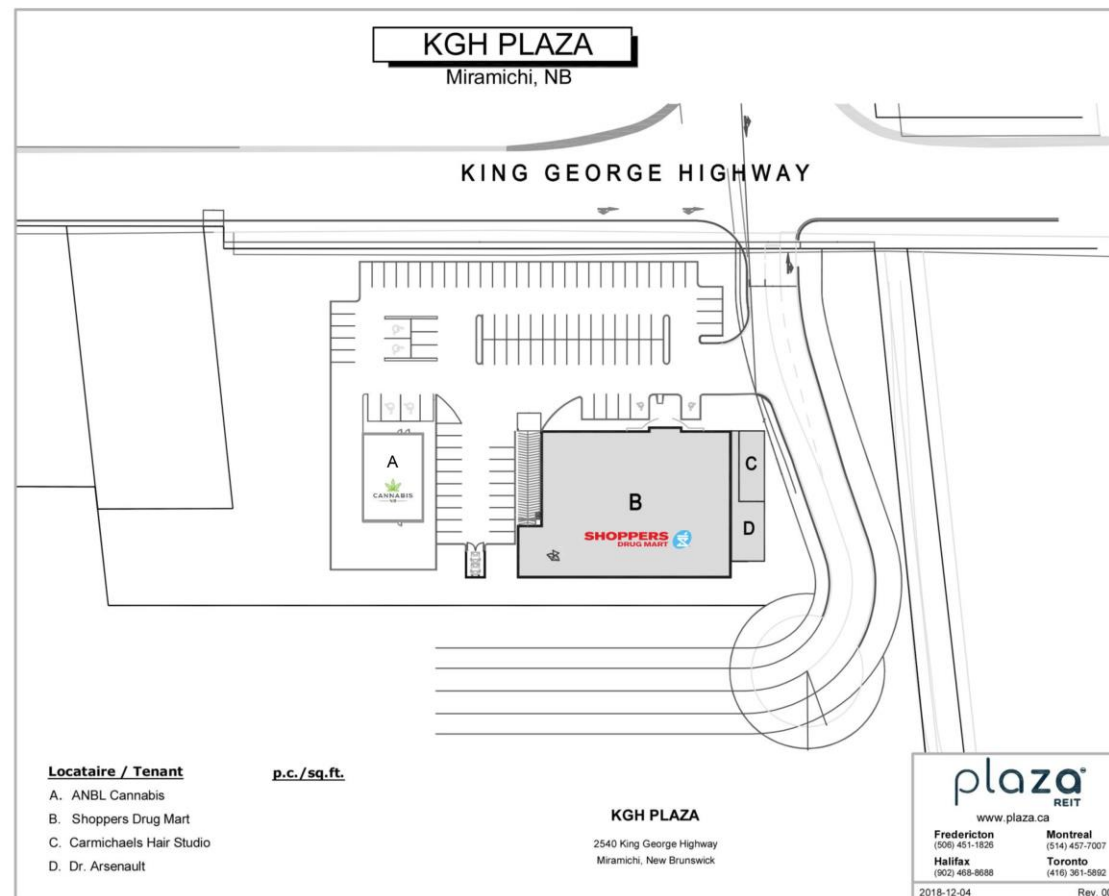 KGH PLAZA
Miramichi, NB
KING GEORGE HIGHWAY
A
CANNABIS
NB
B
SHOPPERS
DRUG MART
C
D
Locataire / Tenant p.c./sq.ft.
A. ANBL Cannabis
B. Shoppers Drug Mart
C. Carmichaels Hair Studio
D. Dr. Arsenault
KGH PLAZA
2540 King George Highway
Miramichi, New Brunswick
plaza
REIT
www.plaza.ca
Fredericton Montreal
(506) 451-1826 (514) 457-7007
Halifax Toronto
(902) 468-8688 (416) 361-5892
2018-12-04 Rev. 00